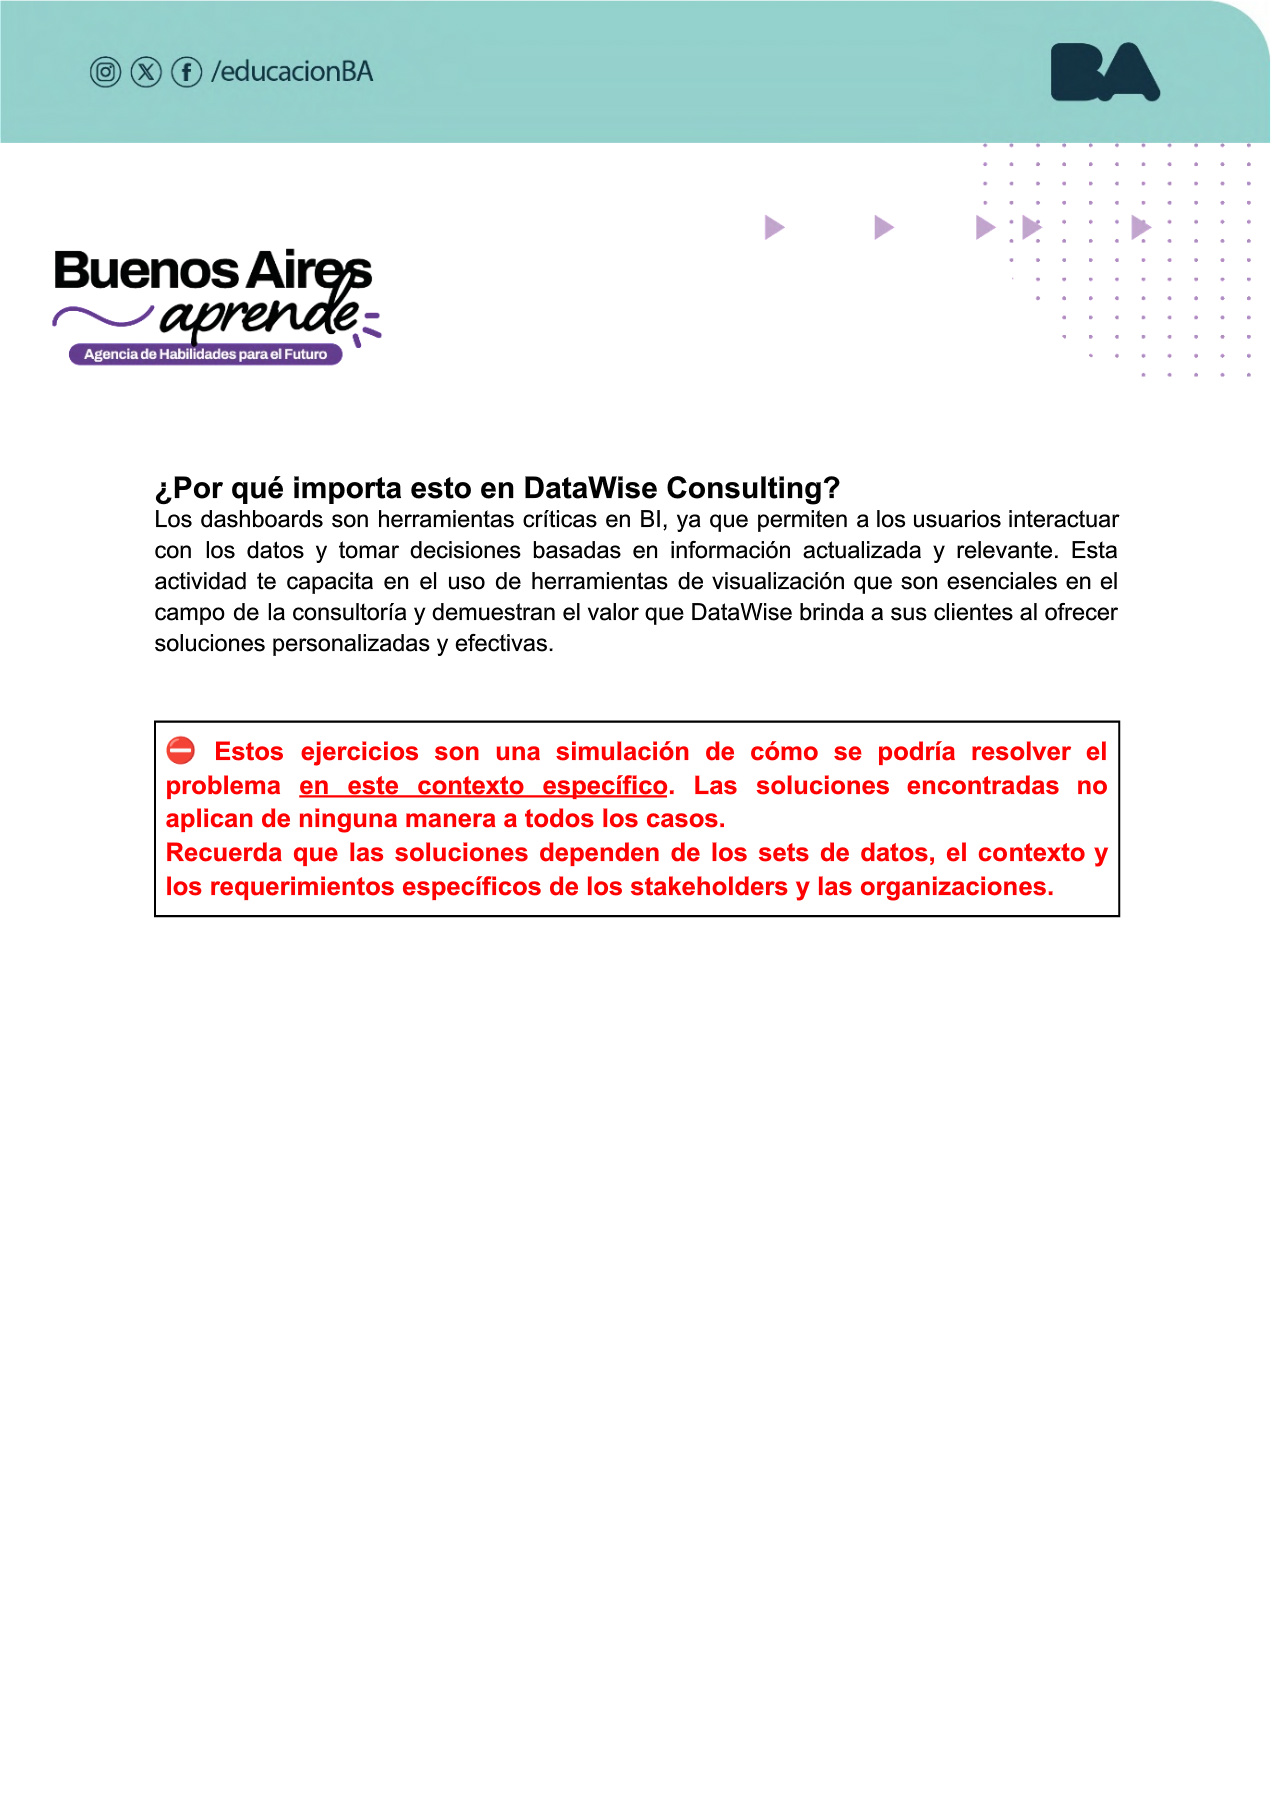 /educacionBA
BA
Buenos Aires
aprende
Agencia de Habilidades para el Futuro
¿Por qué importa esto en DataWise Consulting?
Los dashboards son herramientas críticas en BI, ya que permiten a los usuarios interactuar
con los datos y tomar decisiones basadas en información actualizada y relevante. Esta
actividad te capacita en el uso de herramientas de visualización que son esenciales en el
campo de la consultoría y demuestran el valor que DataWise brinda a sus clientes al ofrecer
soluciones personalizadas y efectivas.
⛔ Estos ejercicios son una simulación de cómo se podría resolver el
problema en este contexto específico. Las soluciones encontradas no
aplican de ninguna manera a todos los casos.
Recuerda que las soluciones dependen de los sets de datos, el contexto y
los requerimientos específicos de los stakeholders y las organizaciones.